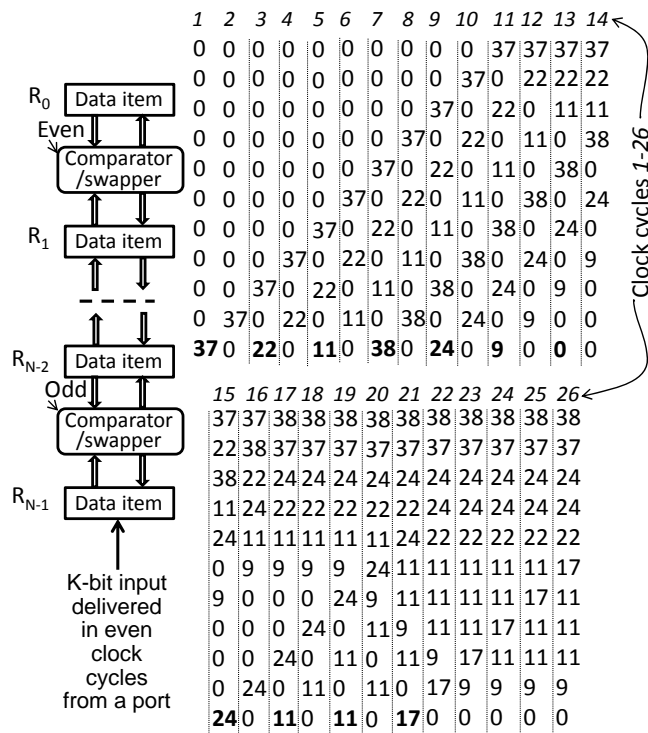 R0
Data item
Even
Comparator
/swapper
R1
Data item
RN-2
Data item
Odd
Comparator
/swapper
RN-1
Data item
K-bit input
delivered
in even
clock
cycles
from a port
1 2 3 5 6 7 8 9 10 11 12 13 14
0 0 0 0 0 0 0 0 0 0 37 37 37 37
0 0 0 0 0 0 0 0 0 37 0 22 22 22
0 0 0 0 0 0 0 0 37 0 22 0 11 11
0 0 0 0 0 0 0 37 0 22 0 11 0 38
0 0 0 0 0 0 37 0 22 0 11 0 38 0
0 0 0 0 0 37 0 22 0 11 0 38 0 24
0 0 0 0 37 0 22 0 11 0 38 0 24 0
0 0 0 37 0 22 0 11 0 38 0 24 0 9
0 0 37 0 22 0 11 0 38 0 24 0 9 0
0 37 0 22 0 11 0 38 0 24 0 9 0 0
37 0 22 0 11 0 38 0 24 0 9 0 0 0
15 16 17 18 19 20 21 22 23 24 25 26
37 37 38 38 38 38 38 38 38 38 38 38
22 38 37 37 37 37 37 37 37 37 37 37
38 22 24 24 24 24 24 24 24 24 24 24
11 24 22 22 22 22 22 24 24 24 24 24
24 11 11 11 11 11 24 22 22 22 22 22
0 9 9 9 9 24 11 11 11 11 11 17
9 0 0 0 24 9 11 11 11 11 17 11
0 0 0 24 0 11 9 11 11 17 11 11
0 0 24 0 11 0 11 9 17 11 11 11
0 24 0 11 0 11 0 17 9 9 9 9
24 0 11 0 11 0 17 0 0 0 0 0
Clock cycles 1-26